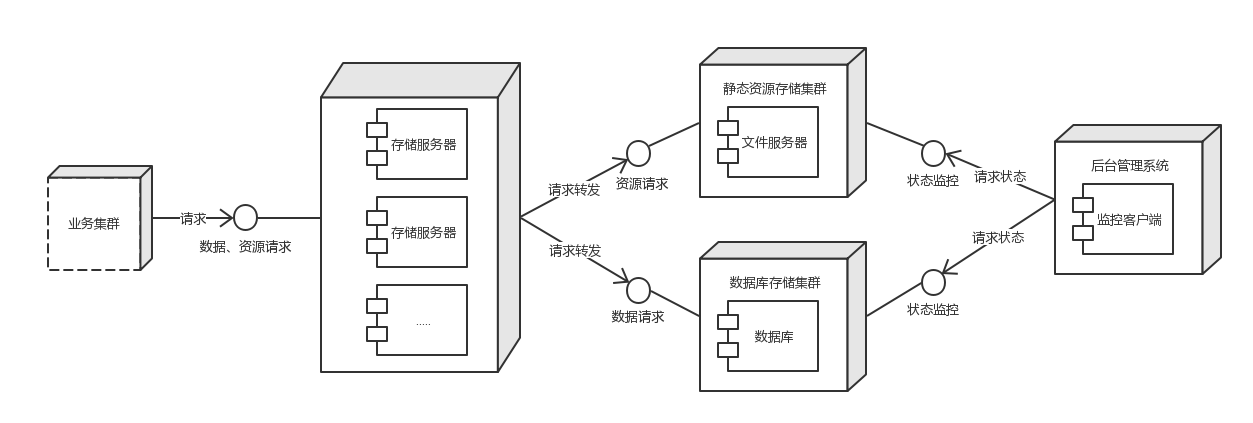 业务集群
请求
数据、资源请求
存储服务器
存储服务器
.....
请求转发
资源请求
请求转发
数据请求
静态资源存储集群
文件服务器
数据库存储集群
数据库
状态监控
请求状态
请求状态
状态监控
后台管理系统
监控客户端